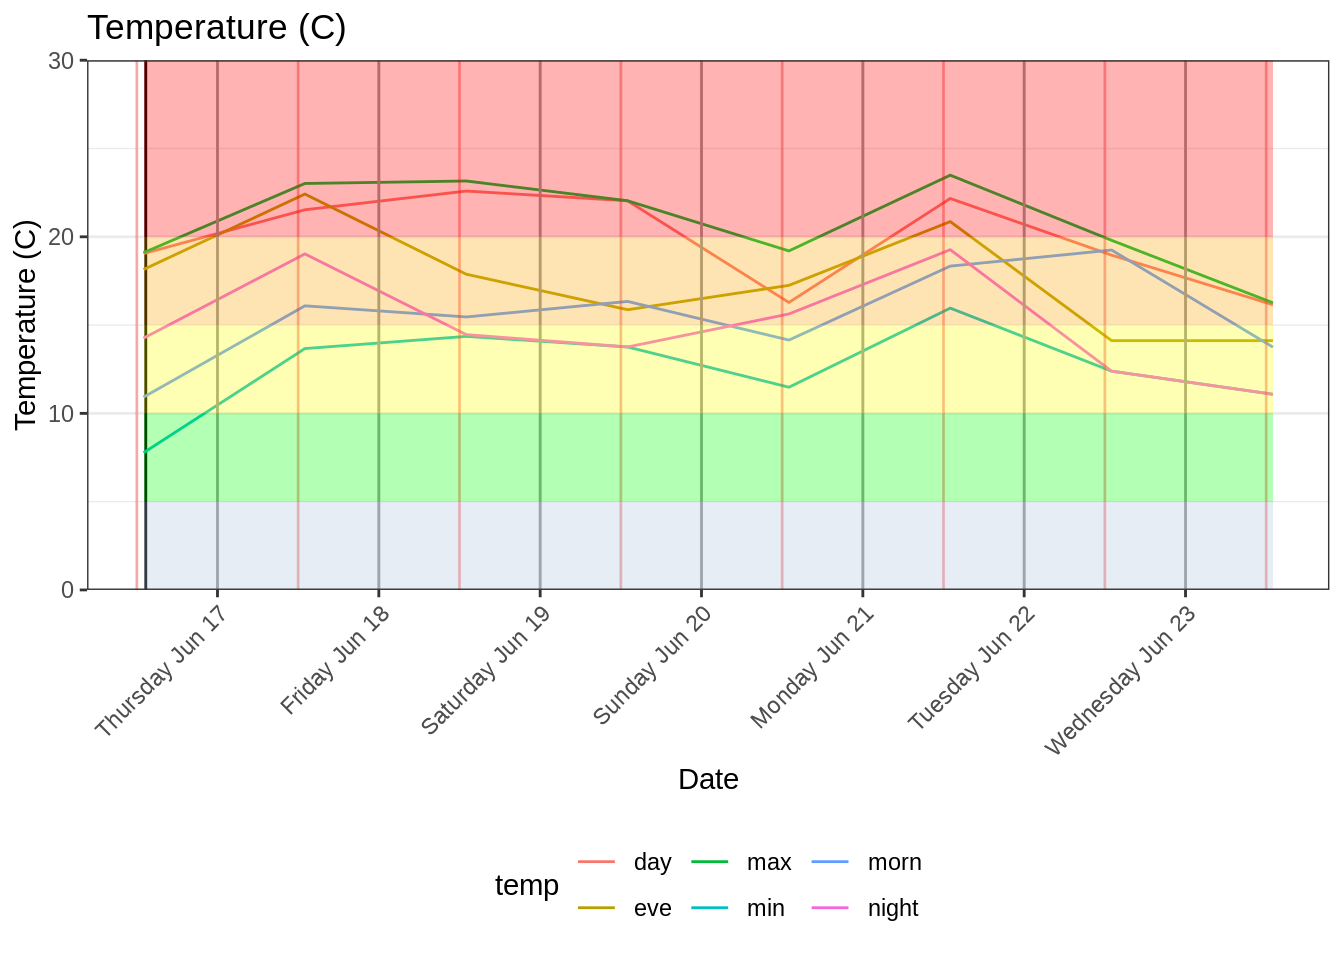 Temperature (C)
30
20
10
0
Temperature (C)
Thursday Jun 17
Friday Jun 18
Saturday Jun 19
Sunday Jun 20
Monday Jun 21
Tuesday Jun 22
Wednesday Jun 23
Date
temp
day max morn
eve min night